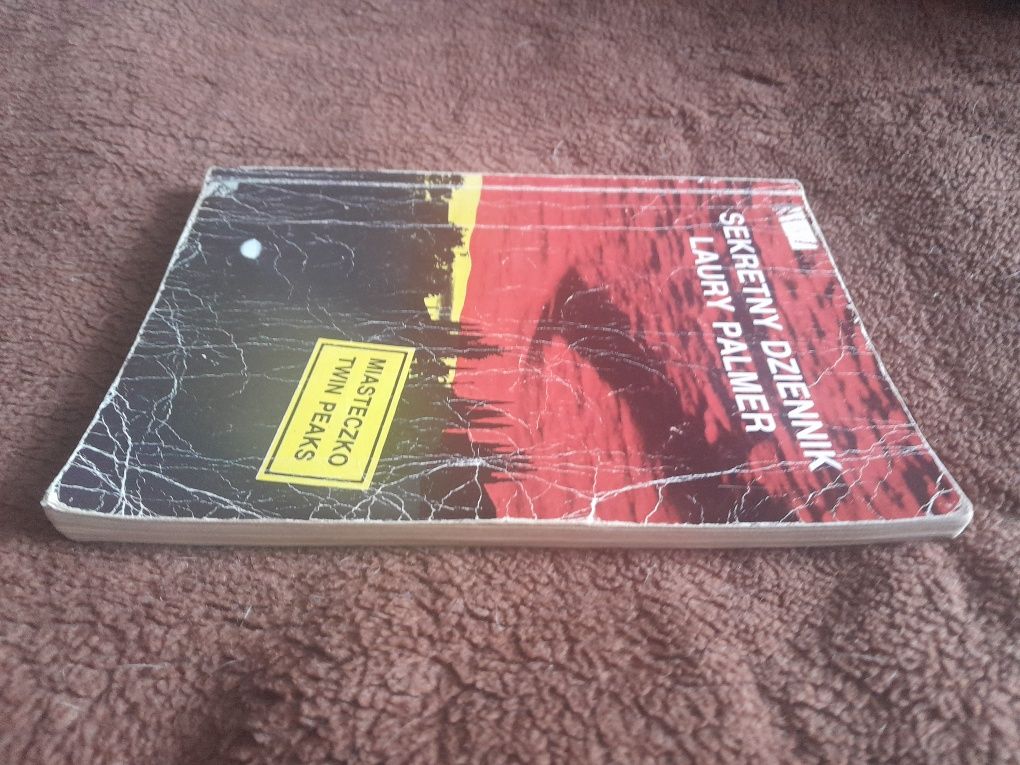 SEKRETNY DZIENNIK
LAURY PALMER
MIASTECZKO
TWIN PEAKS